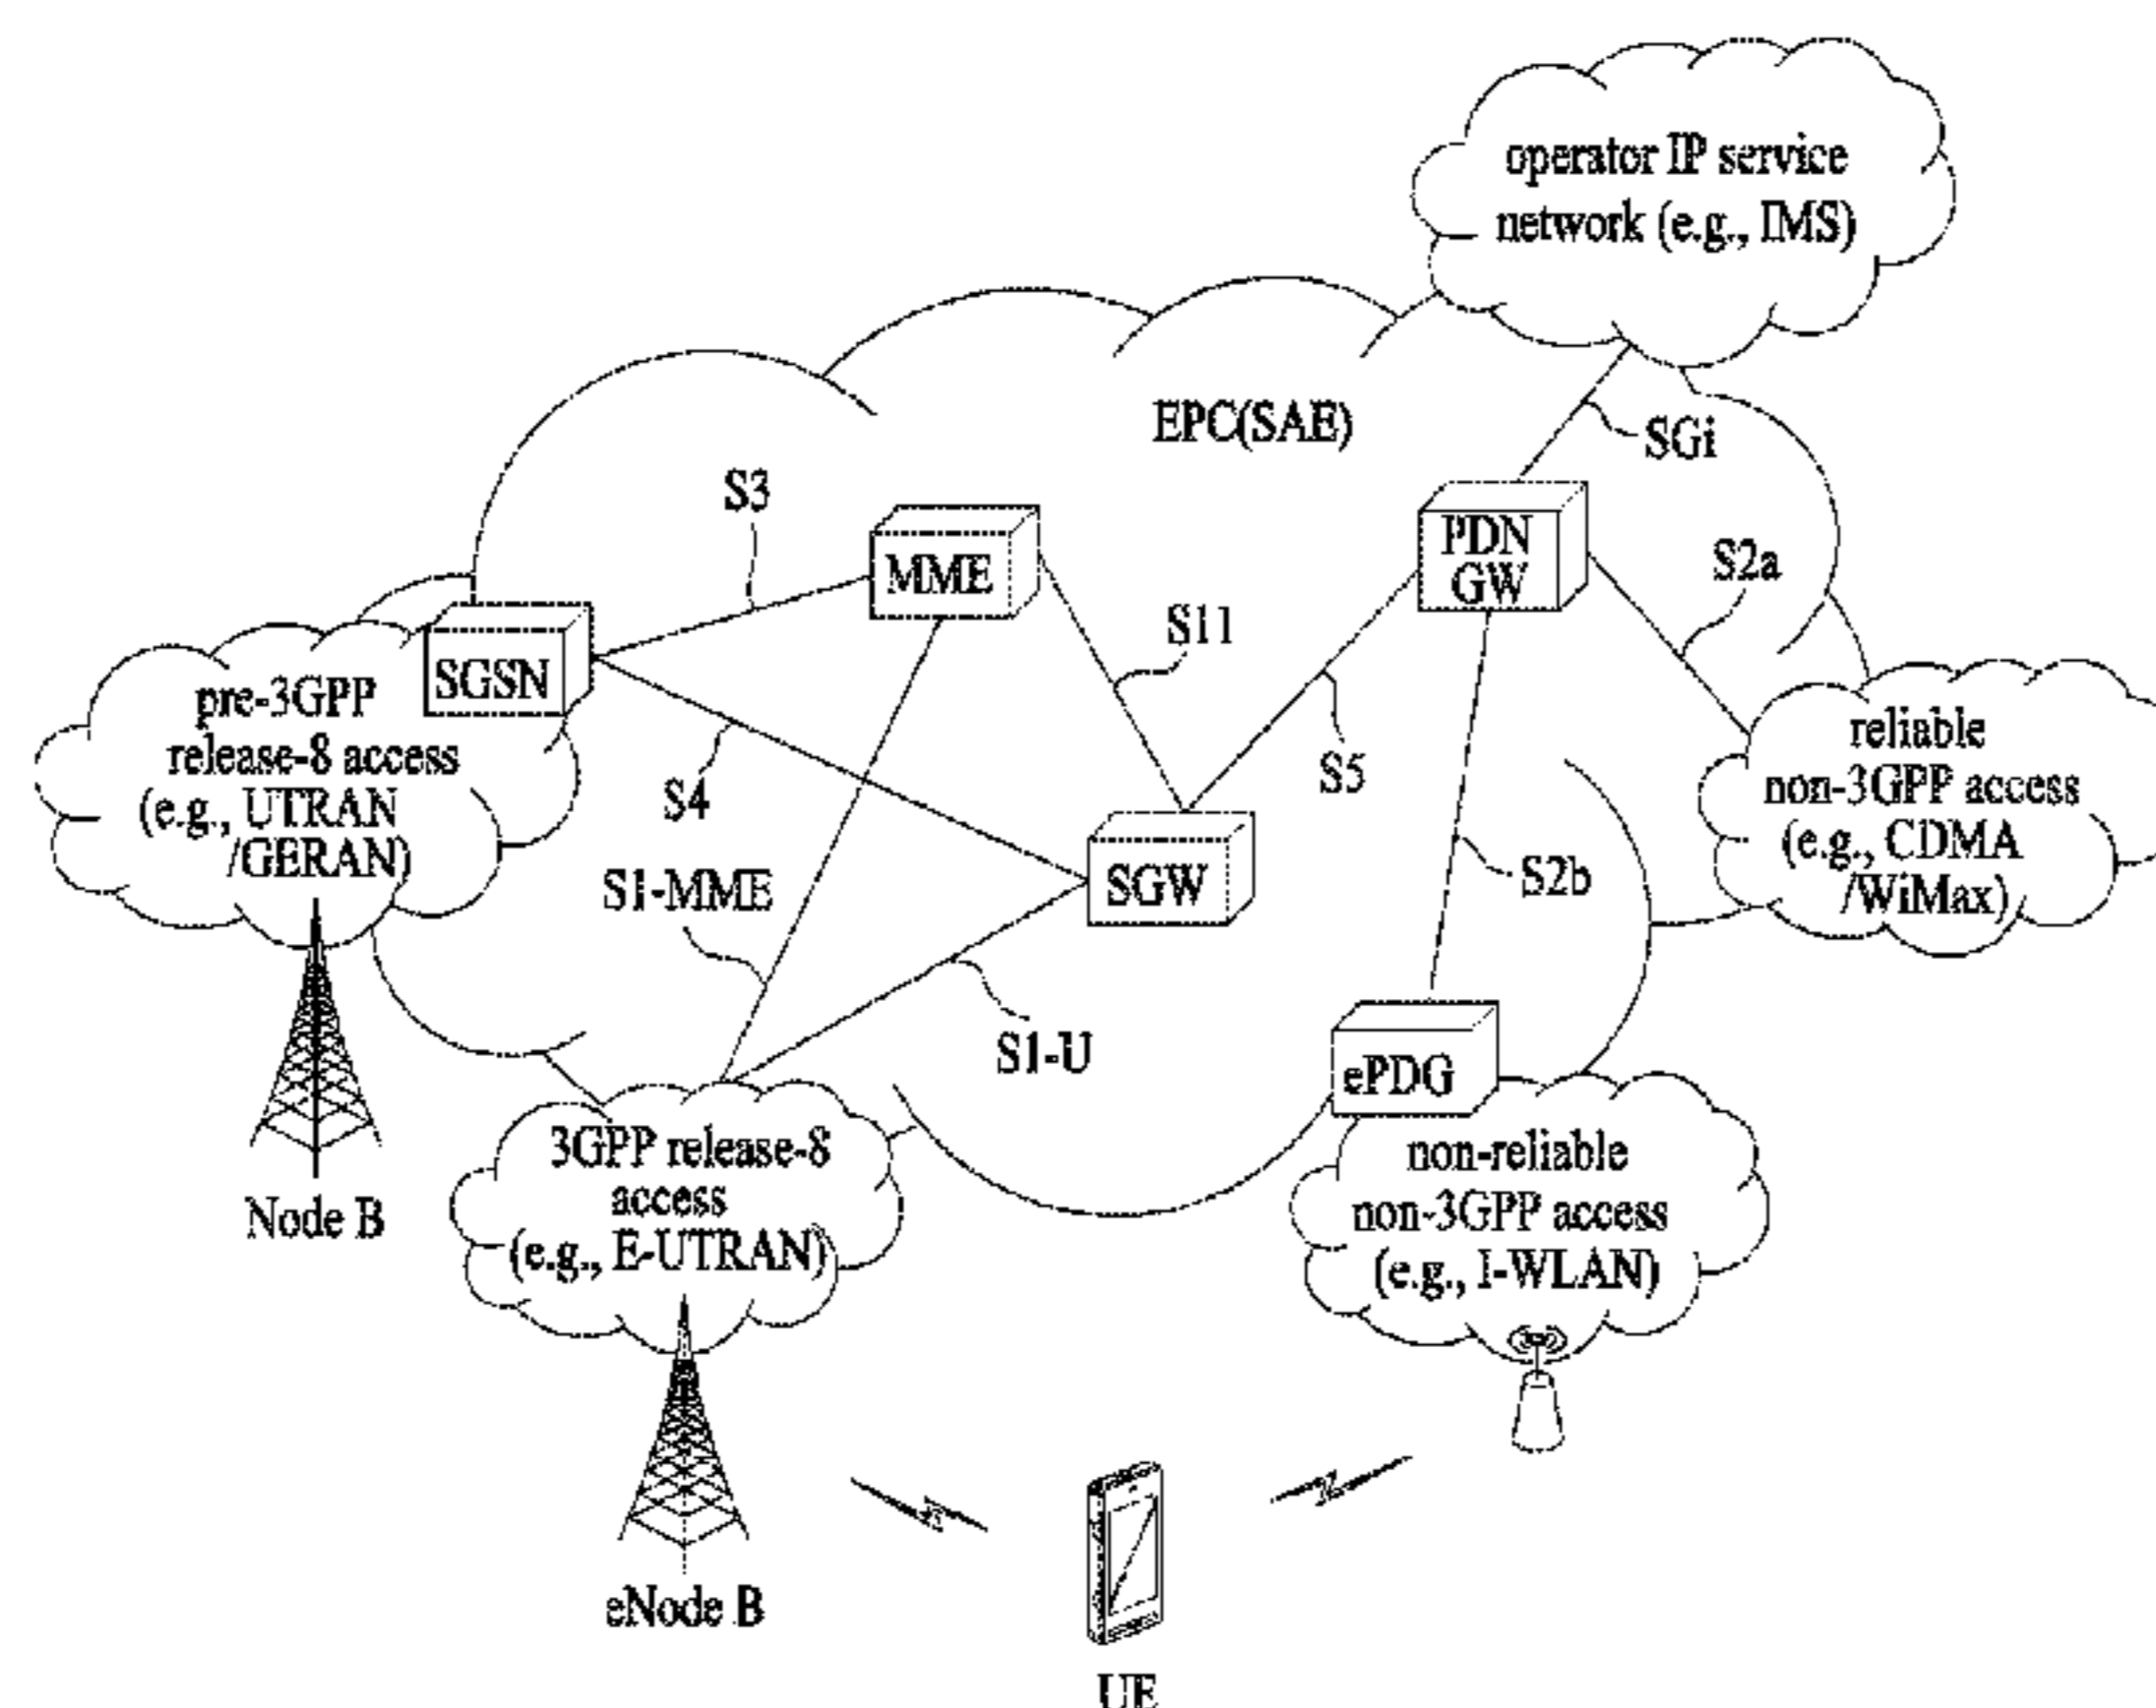 operator IP service
network (e.g., IMS)
EPC(SAE)
SGi
S3
MME
PDN
GW
S2a
S11
SGSN
pre-3GPP
release-8 access
(e.g., UTRAN
/GERAN)
S4
S5
reliable
non-3GPP access
(e.g., CDMA
/WiMax)
S1-MME
SGW
S2b
S1-U
ePDG
3GPP release-8
access
(e.g., E-UTRAN)
non-reliable
non-3GPP access
(e.g., I-WLAN)
Node B
eNode B
UE